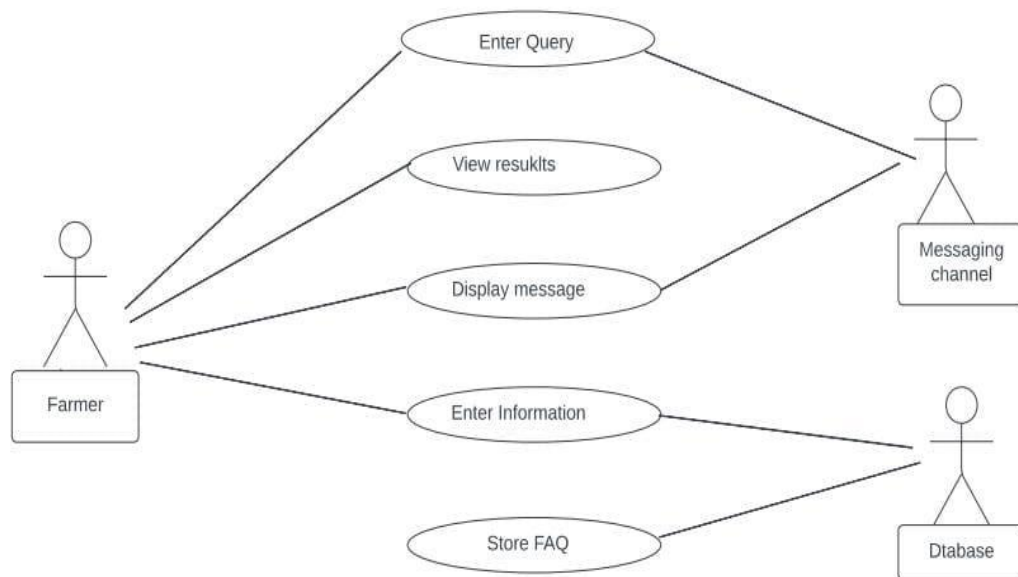 Enter Query
View resuklts
Messaging
channel
Display message
Farmer
Enter Information
Store FAQ
Dtabase